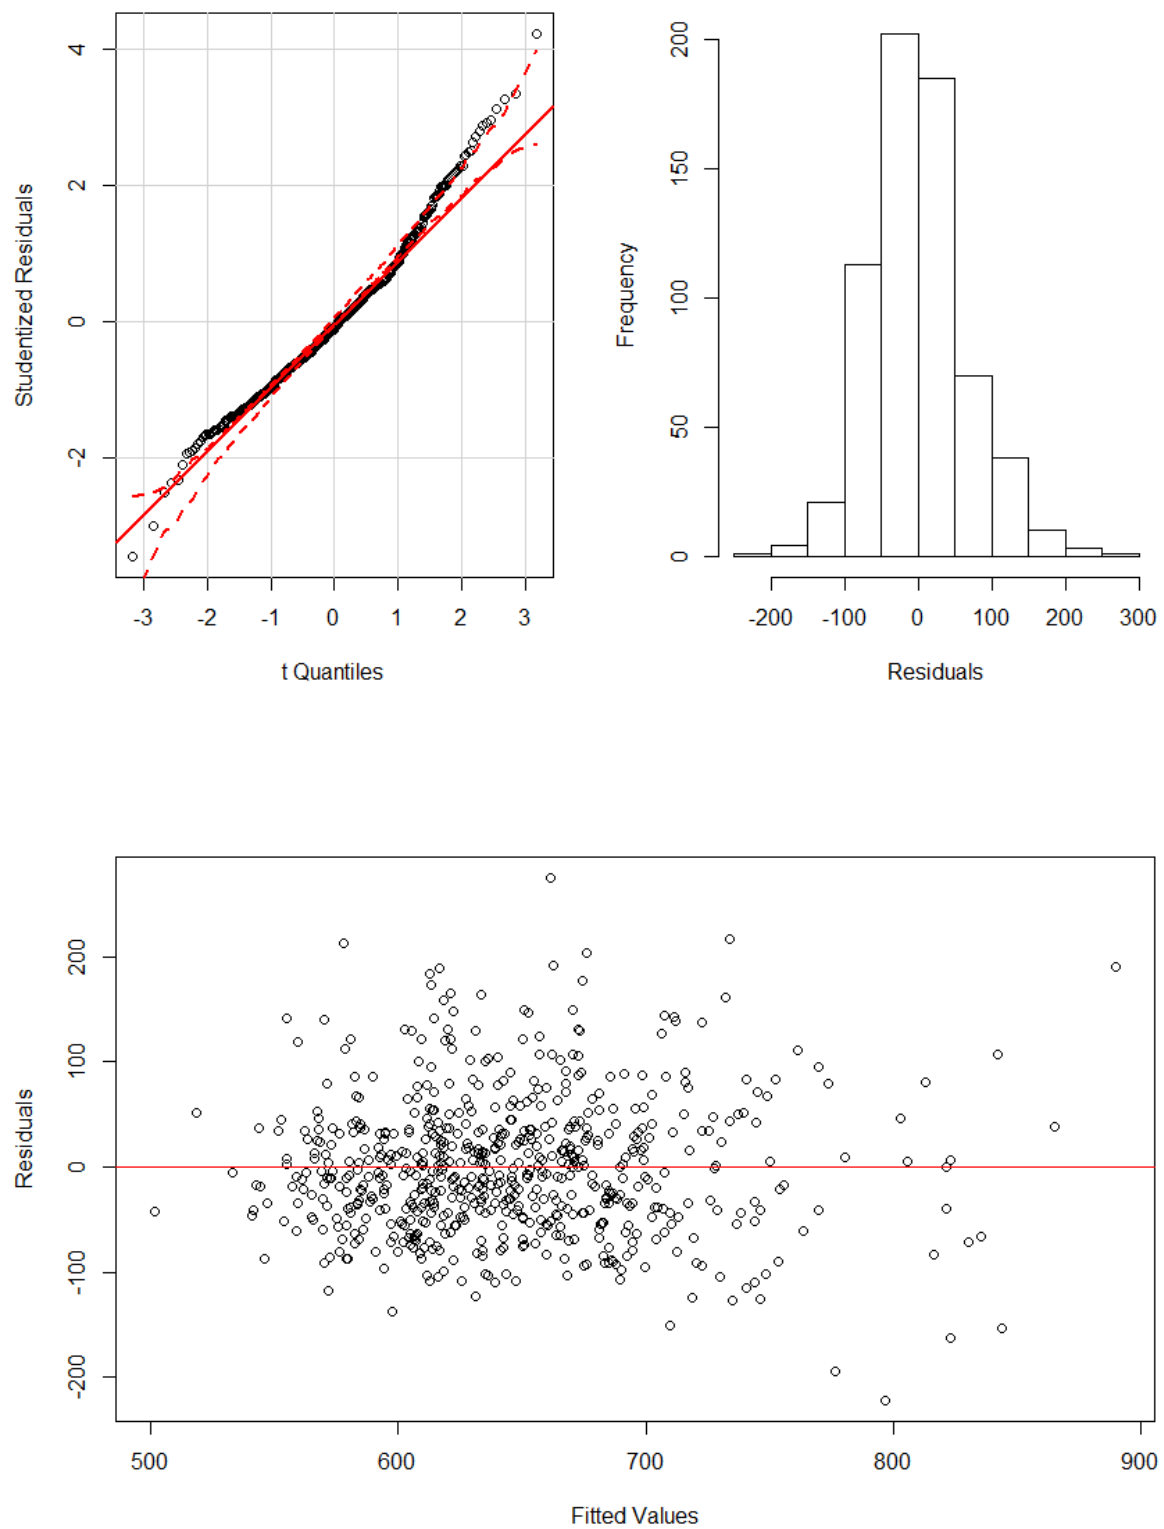 Studentized Residuals
4
2
0
-2
-3 -2 -1 0 1 2 3
t Quantiles
Frequency
200
150
100
50
0
-200 -100 0 100 200 300
Residuals
Residuals
200
100
0
-100
-200
500 600 700 800 900
Fitted Values